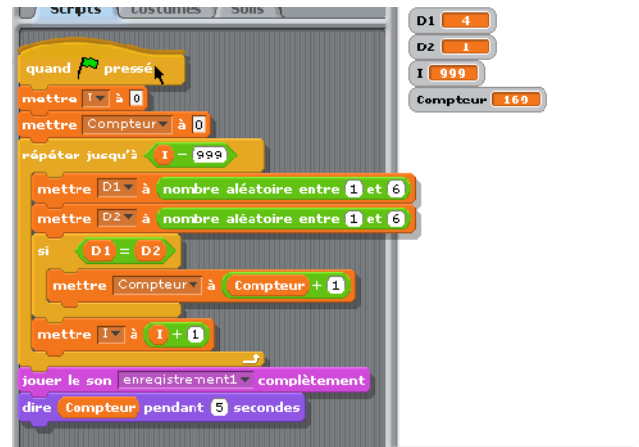 Scripts Costumes Sons
quand pressé
mettre I à 0
mettre Compteur à 0
répéter jusqu'à I = 999
mettre D1 à nombre aléatoire entre 1 et 6
mettre D2 à nombre aléatoire entre 1 et 6
si D1 = D2
mettre Compteur à Compteur + 1
mettre I à I + 1
jouer le son enregistrement1 complètement
dire Compteur pendant 5 secondes
D1 4
D2 1
I 999
Compteur 169